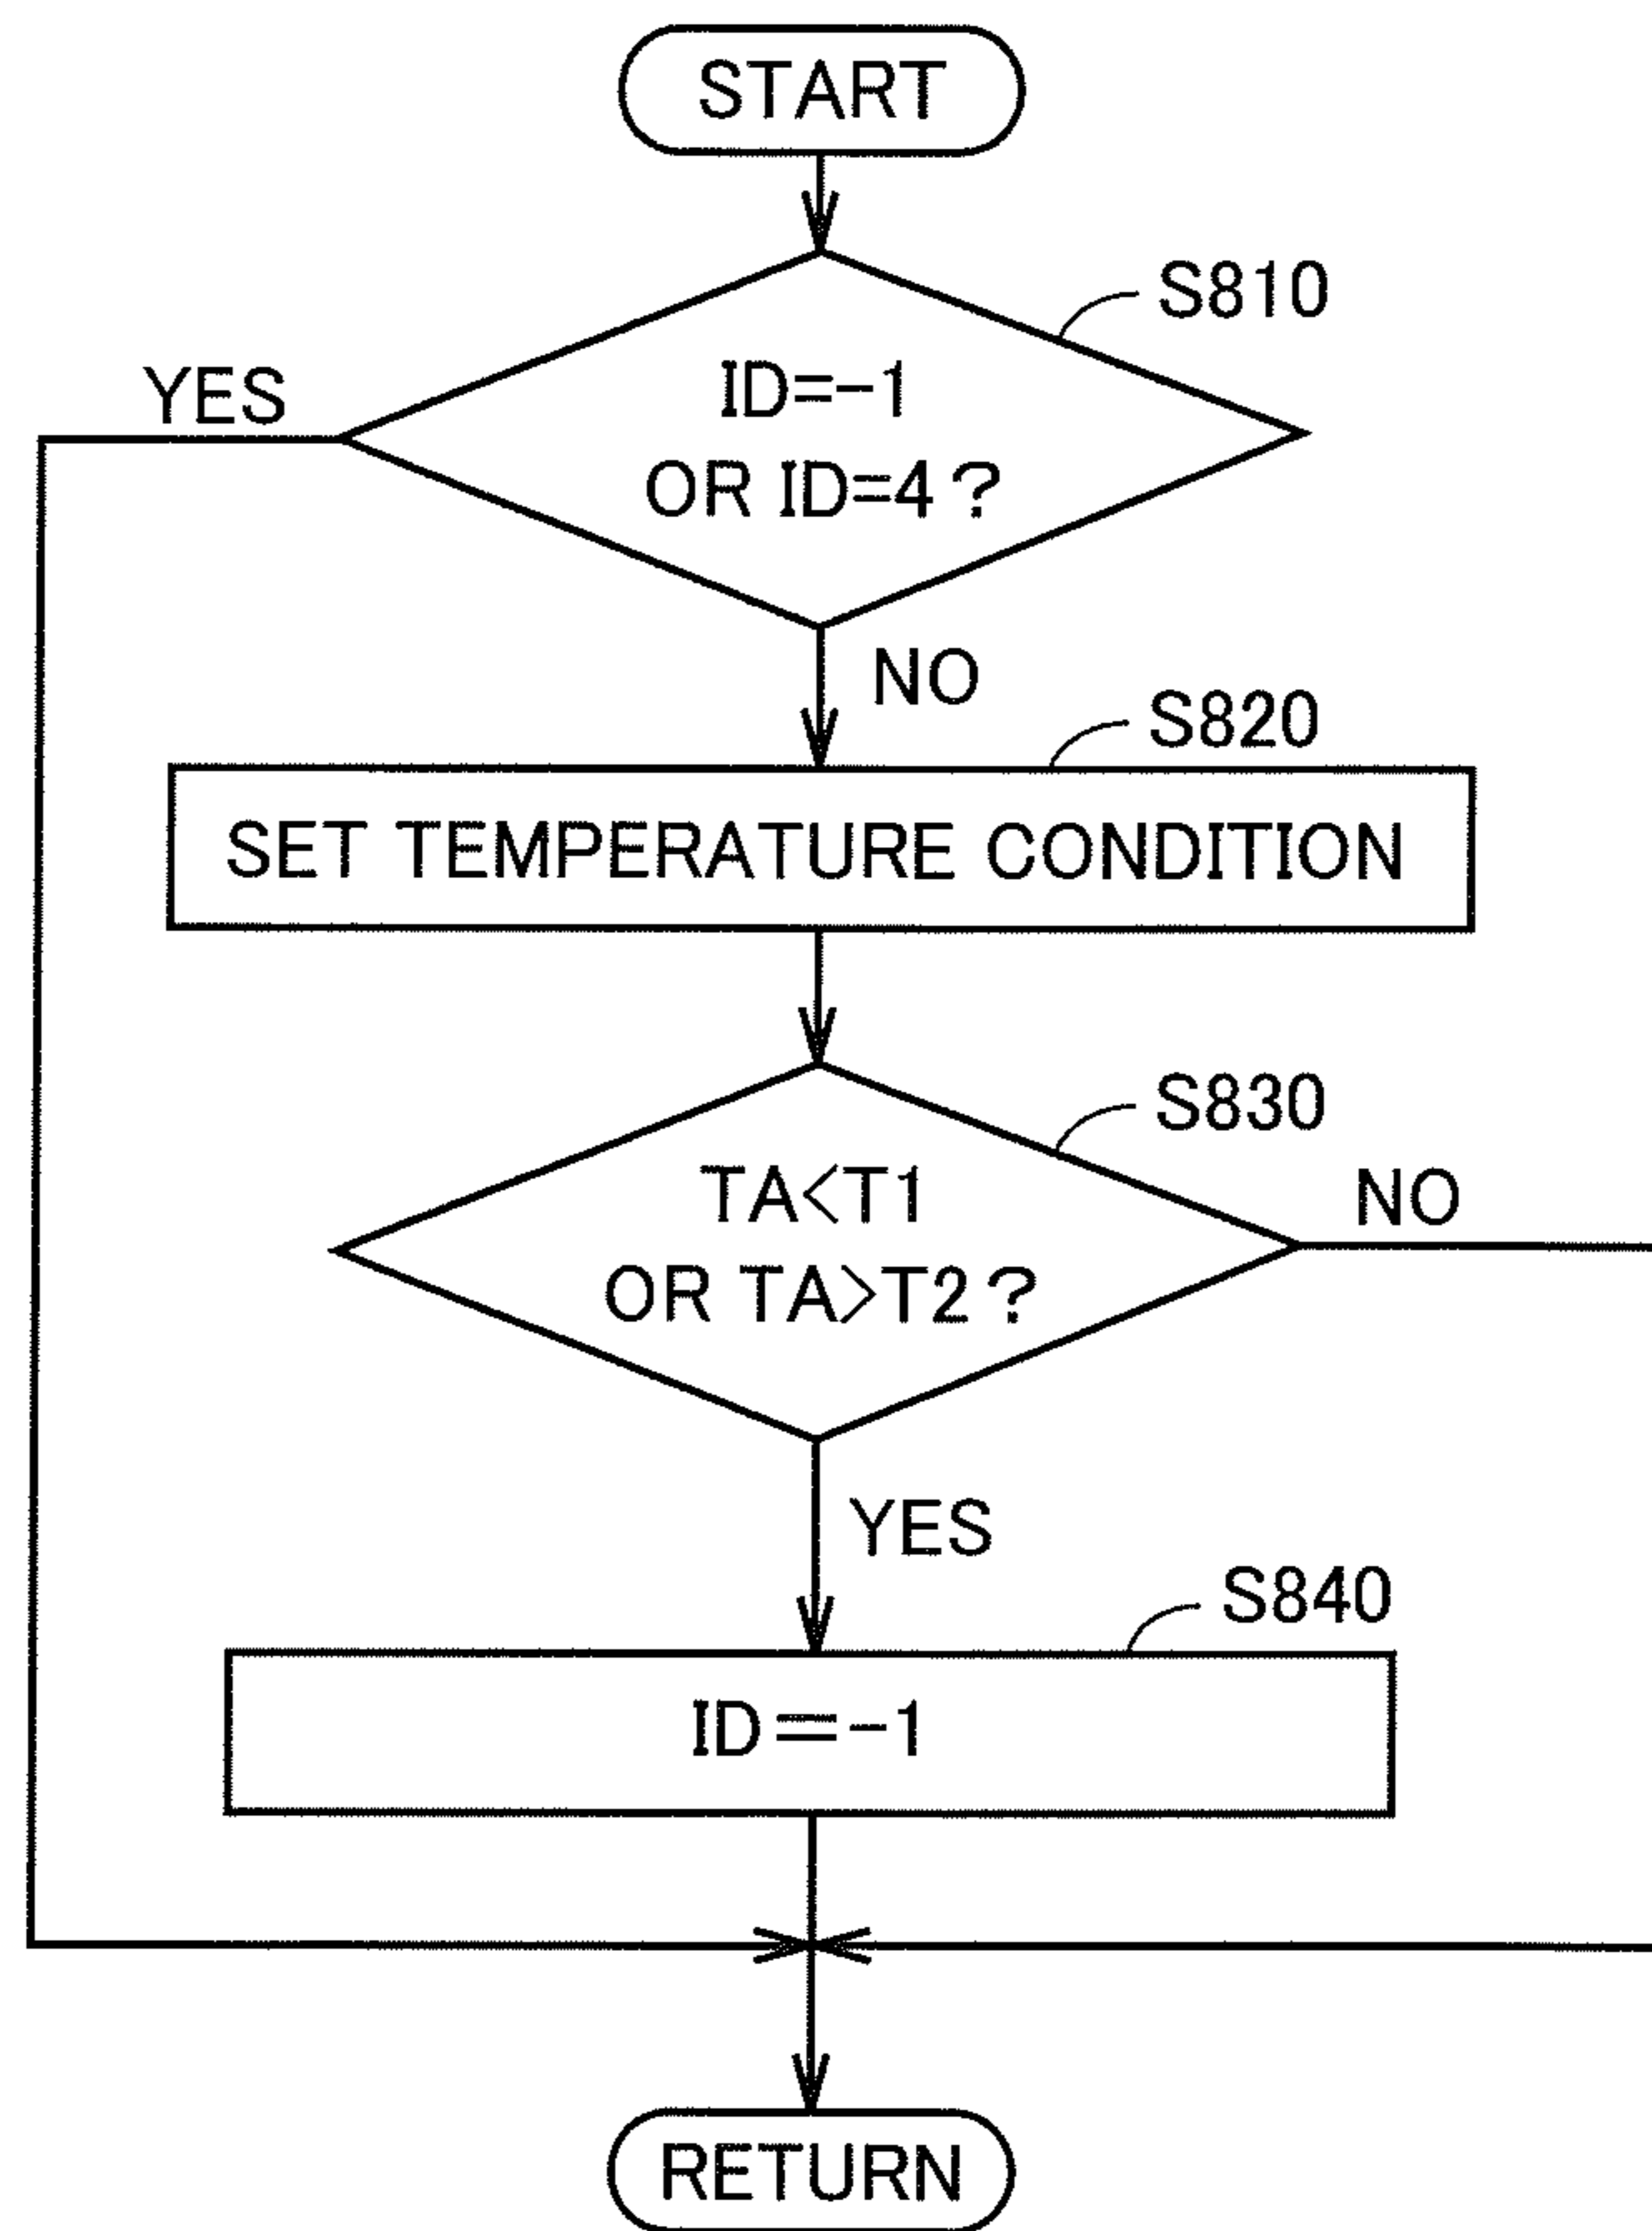 START
S810
YES
ID=-1
OR ID=4?
NO
S820
SET TEMPERATURE CONDITION
S830
TA<T1
NO
OR TA>T2?
YES
S840
ID=-1
RETURN